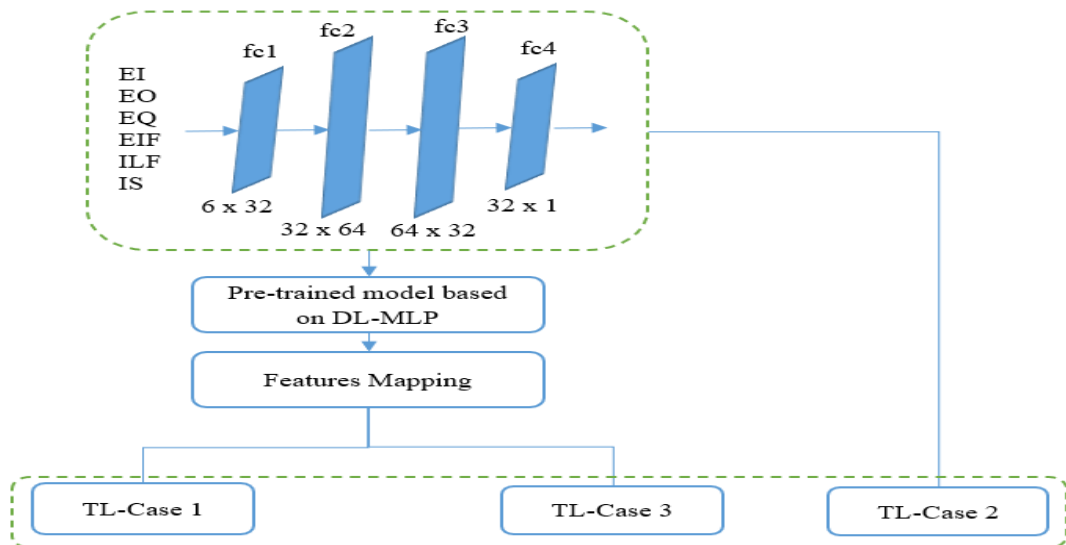 fc1
fc2
fc3
fc4
EI
EO
EQ
EIF
ILF
IS
6 x 32
32 x 64
64 x 32
32 x 1
Pre-trained model based
on DL-MLP
Features Mapping
TL-Case 1
TL-Case 3
TL-Case 2